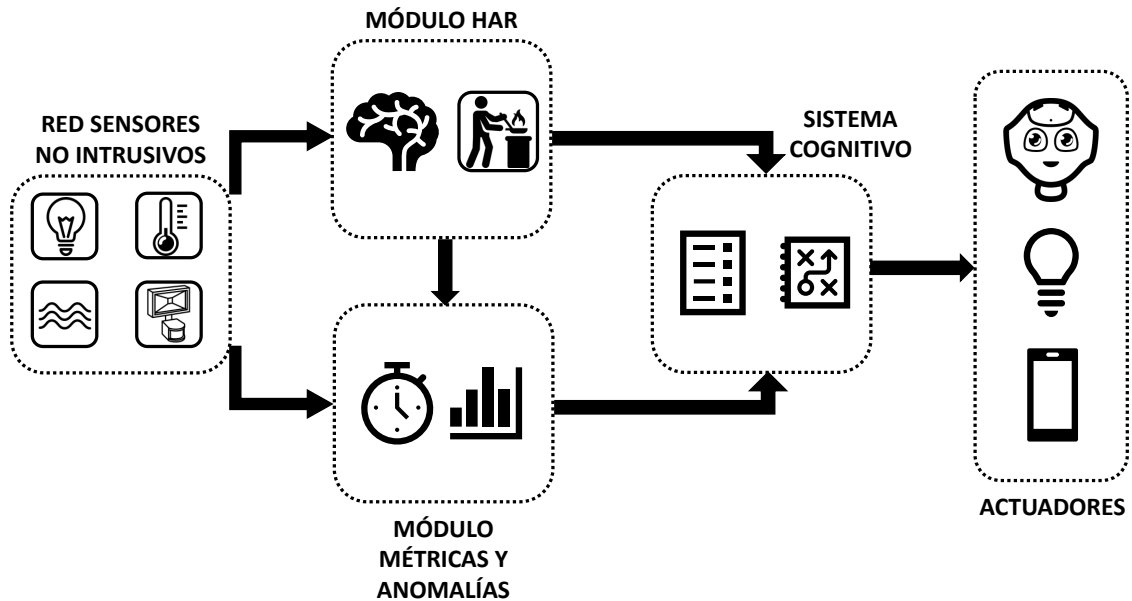 MÓDULO HAR
RED SENSORES
NO INTRUSIVOS
SISTEMA
COGNITIVO
ACTUADORES
MÓDULO
MÉTRICAS Y
ANOMALÍAS